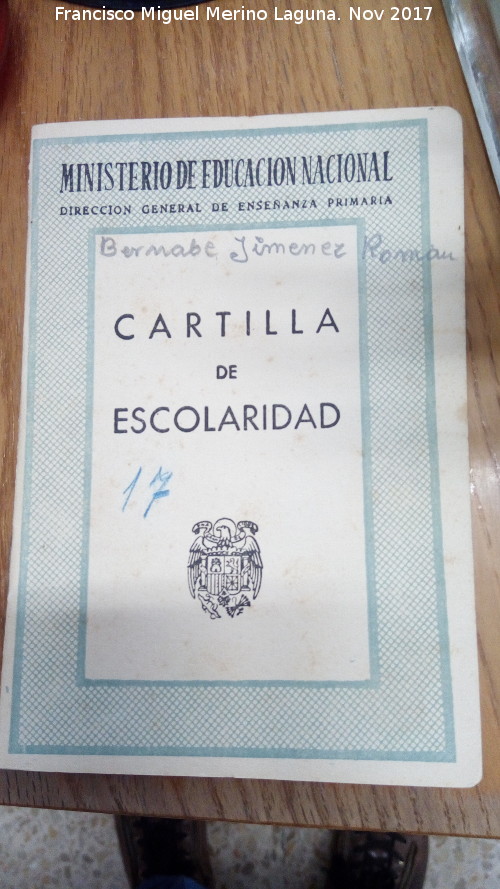 Francisco Miguel Merino Laguna. Nov 2017
MINISTERIO DE EDUCACION NACIONAL
DIRECCION GENERAL DE ENSEÑANZA PRIMARIA
Bernabe Jimenez Roman
CARTILLA
DE
ESCOLARIDAD
17